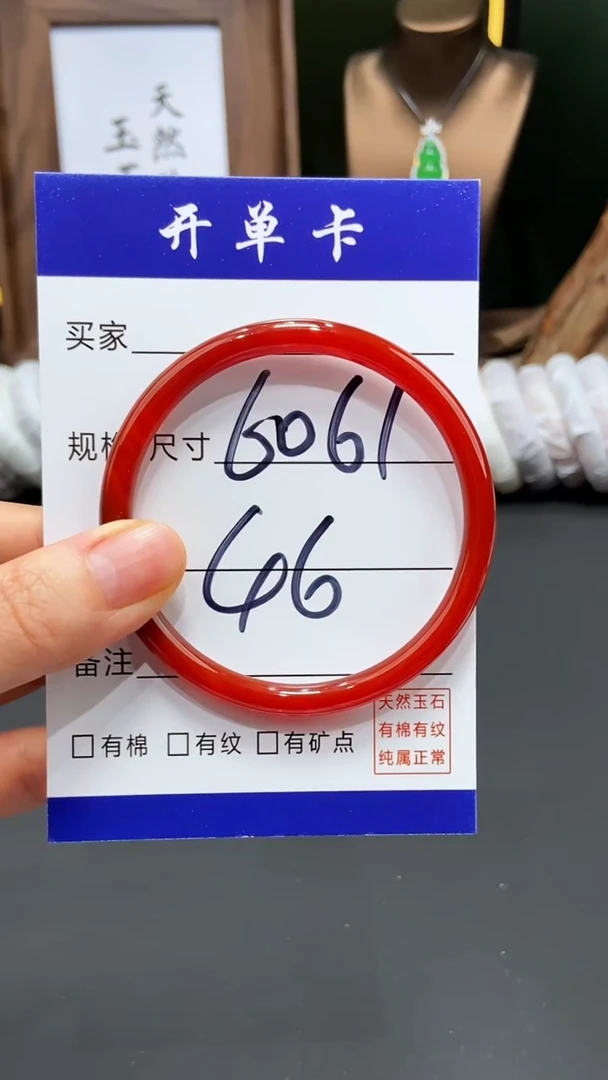 天然
玉
开单卡
买家
规格 尺寸 6061
46
备注
□有棉 □有纹 □有矿点
天然玉石
有棉有纹
纯属正常